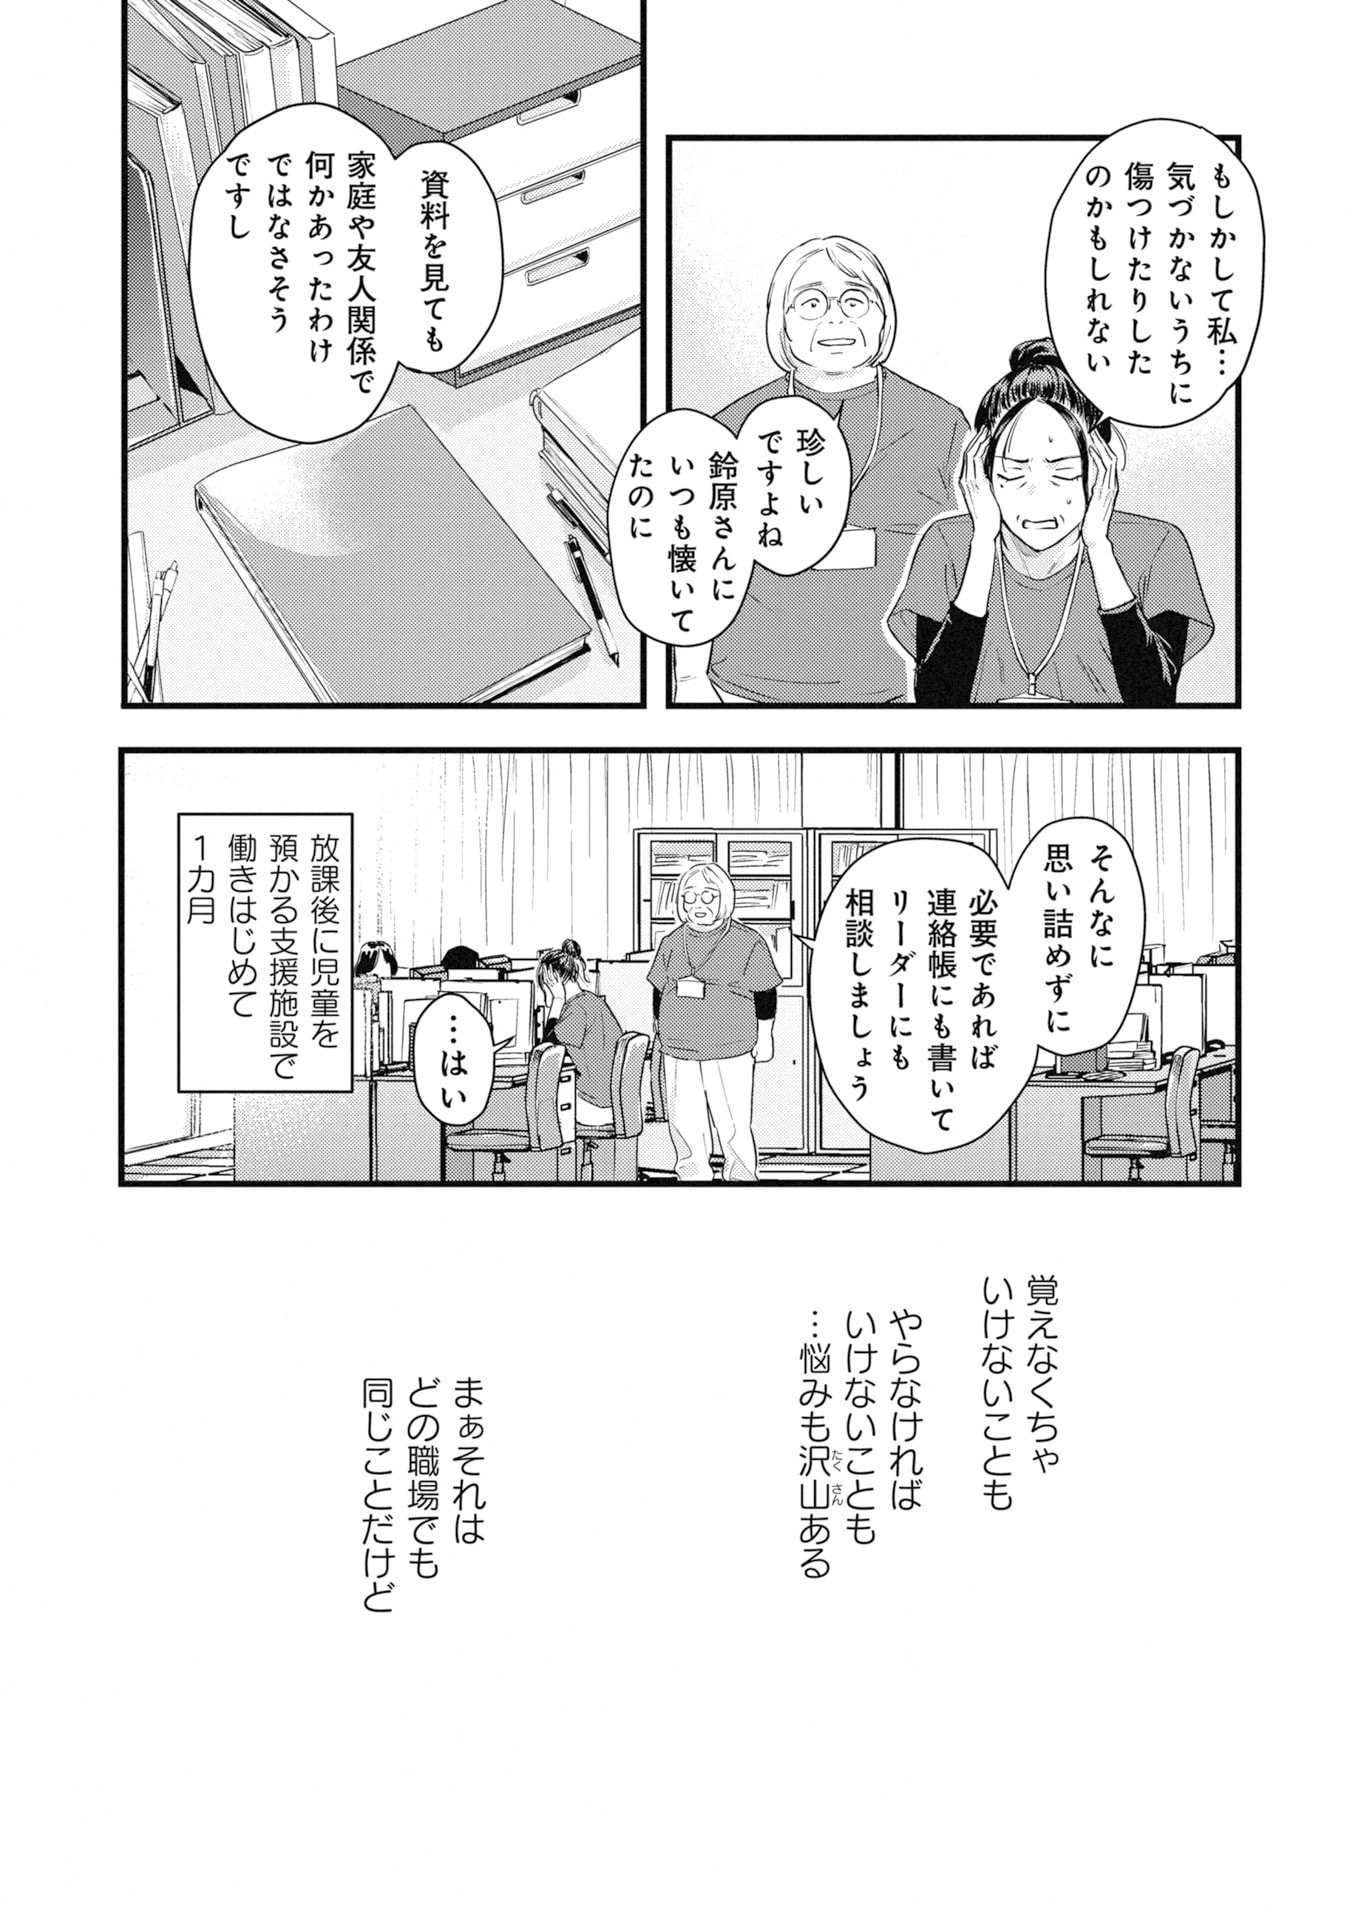 もしかして私…
気づかないうちに
傷つけたりした
のかもしれない
珍しい
ですよね
鈴原さんに
いつも懐いて
たのに
資料を見ても
家庭や友人関係で
何かあったわけ
ではなさそう
ですし
そんなに
思い詰めずに
必要であれば
連絡帳にも書いて
リーダーにも
相談しましょう
…はい
放課後に児童を
預かる支援施設で
働きはじめて
1カ月
覚えなくちゃ
いけないことも
やらなければ
いけないことも
…悩みも沢山ある
たくさん
まぁそれは
どの職場でも
同じことだけど